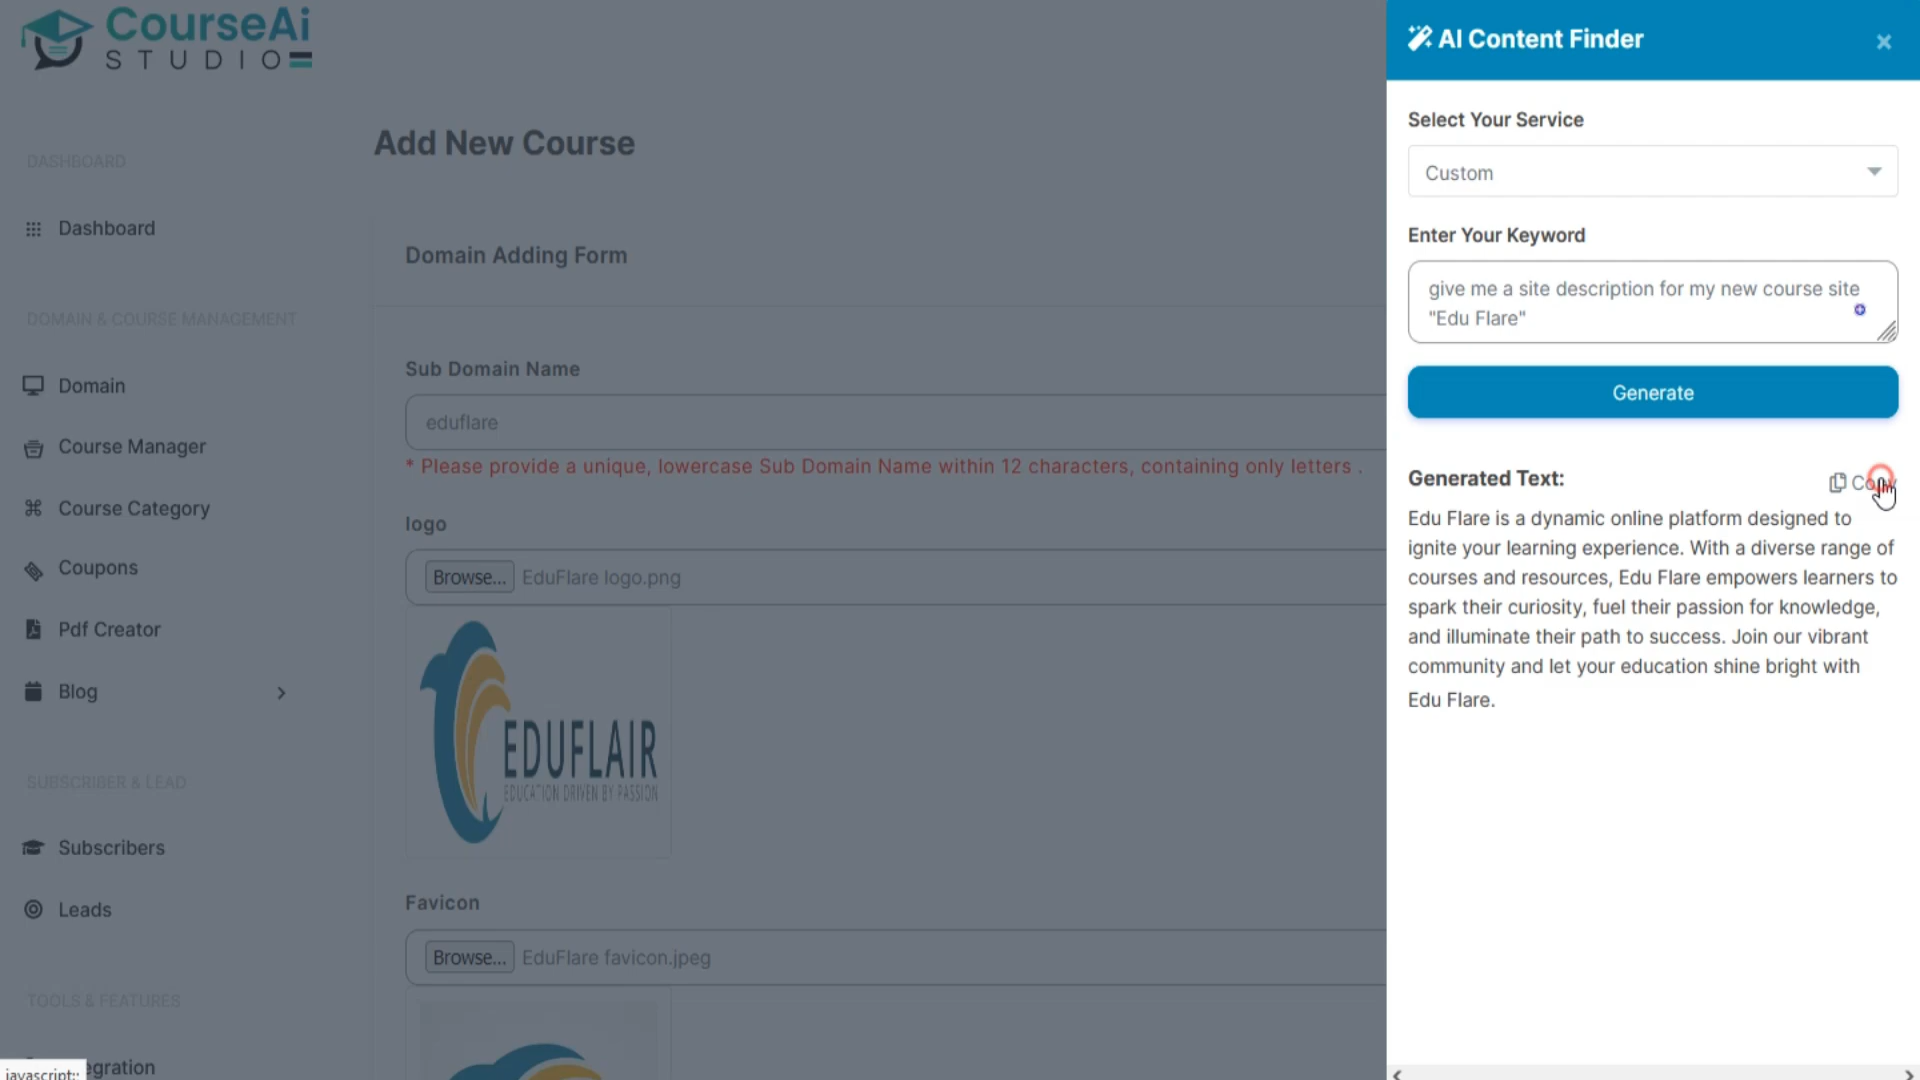 CourseAi
STUDIO
DASHBOARD
Dashboard
DOMAIN & COURSE MANAGEMENT
Domain
Course Manager
Course Category
Coupons
Pdf Creator
Blog
SUBSCRIBER & LEAD
Subscribers
Leads
TOOLS & FEATURES
javascript:;
Add New Course
Domain Adding Form
Sub Domain Name
eduflare
* Please provide a unique, lowercase Sub Domain Name within 12 characters, containing only letters .
logo
Browse... EduFlare logo.png
EDUFLAIR
EDUCATION DRIVEN BY PASSION
Favicon
Browse... EduFlare favicon.jpeg
AI Content Finder
×
Select Your Service
Custom
Enter Your Keyword
give me a site description for my new course site
"Edu Flare"
Generate
Generated Text:
Copy
Edu Flare is a dynamic online platform designed to
ignite your learning experience. With a diverse range of
courses and resources, Edu Flare empowers learners to
spark their curiosity, fuel their passion for knowledge,
and illuminate their path to success. Join our vibrant
community and let your education shine bright with
Edu Flare.